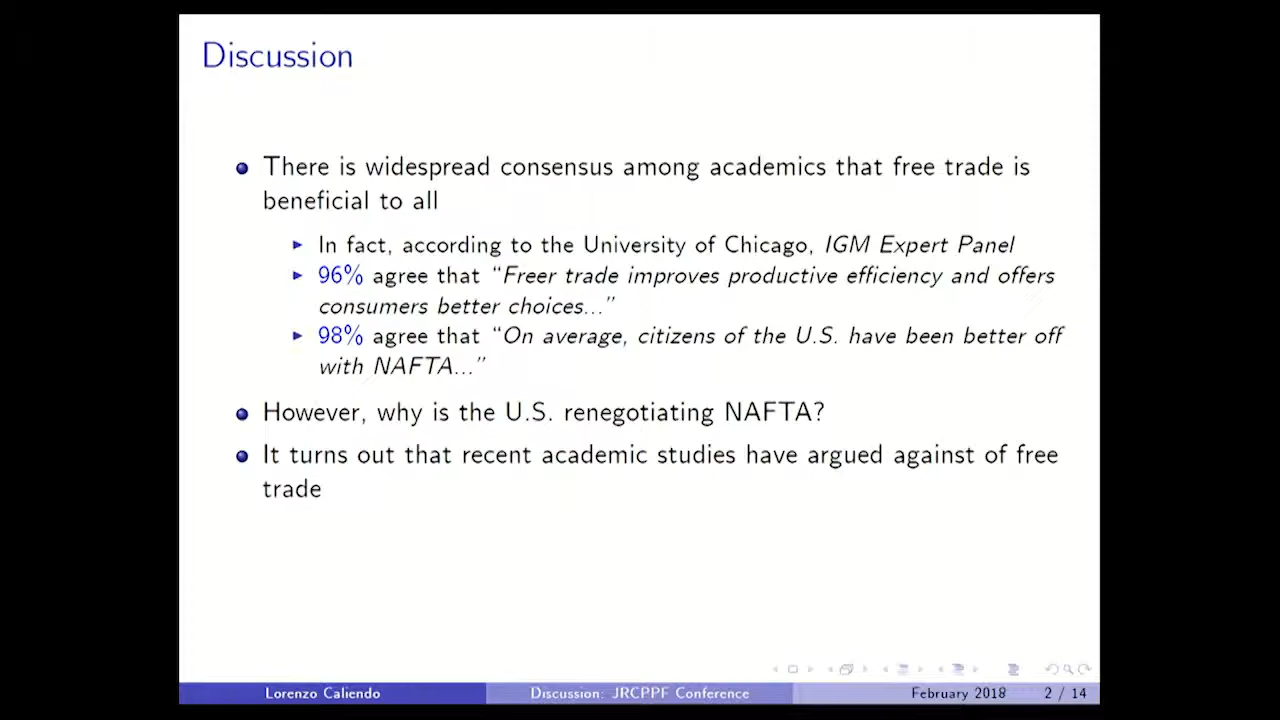 Discussion
There is widespread consensus among academics that free trade is
beneficial to all
In fact, according to the University of Chicago, IGM Expert Panel
96% agree that “Freer trade improves productive efficiency and offers
consumers better choices...”
98% agree that “On average, citizens of the U.S. have been better off
with NAFTA...”
However, why is the U.S. renegotiating NAFTA?
It turns out that recent academic studies have argued against of free
trade
Lorenzo Caliendo Discussion: JRCPPF Conference February 2018 2 / 14